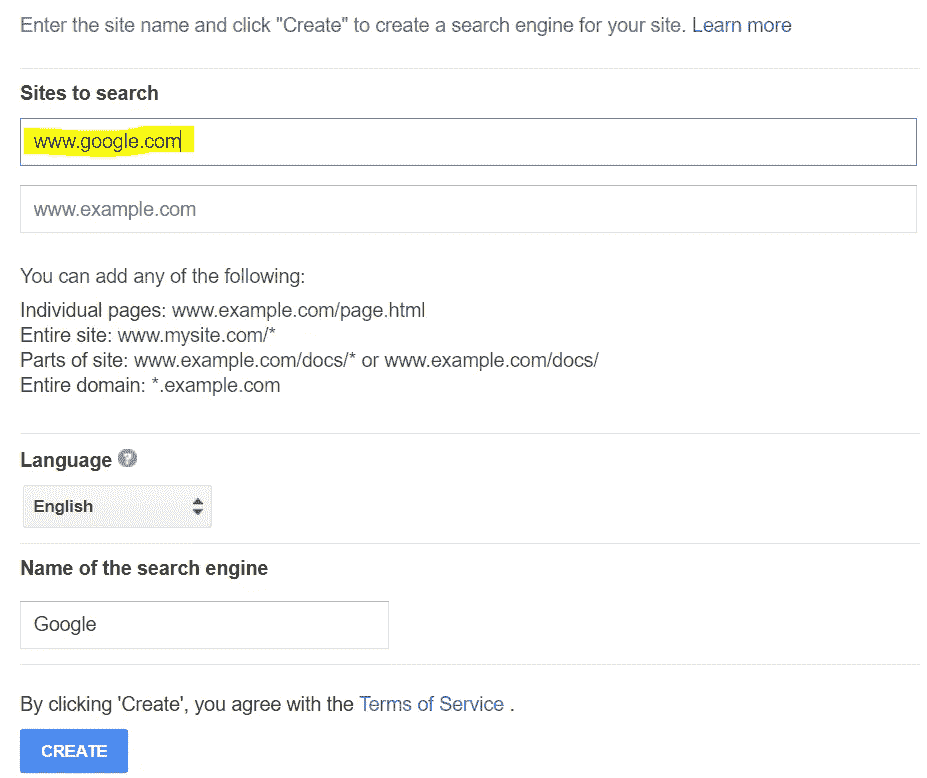 Enter the site name and click "Create" to create a search engine for your site. Learn more
Sites to search
www.google.com
www.example.com
You can add any of the following:
Individual pages: www.example.com/page.html
Entire site: www.mysite.com/*
Parts of site: www.example.com/docs/* or www.example.com/docs/
Entire domain: *.example.com
Language ?
English
Name of the search engine
Google
By clicking 'Create', you agree with the Terms of Service .
CREATE